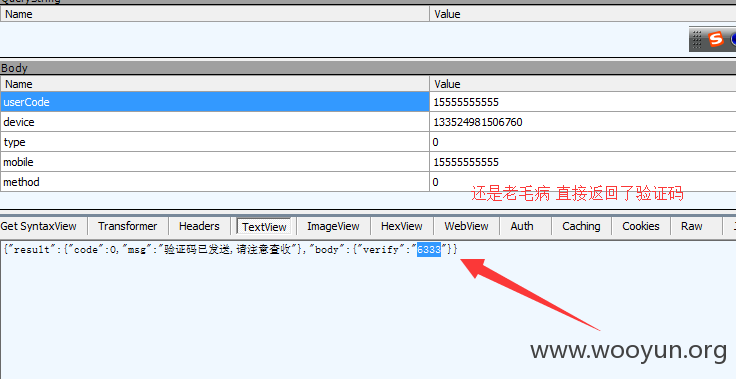 QueryString
Name Value
Body
Name Value
userCode 15555555555
device 133524981506760
type 0
mobile 15555555555
method 0
还是老毛病 直接返回了验证码
Get SyntaxView Transformer Headers TextView ImageView HexView WebView Auth Caching Cookies Raw
{"result":{"code":0,"msg":"验证码已发送,请注意查收"},"body":{"verify":"5333"}}
www.wooyun.org